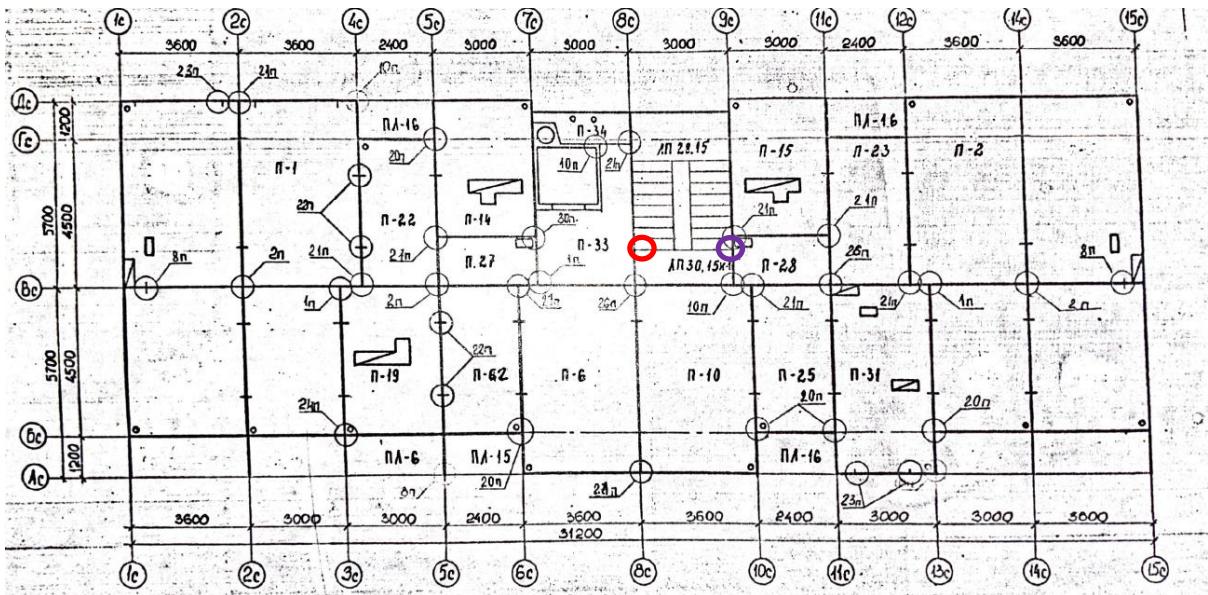 1с 2с 4с 5с 7с 8с 9с 11с 12с 14с 15с
3600 3600 2400 3000 3000 3000 3000 2400 3600 3600
23п 21п 10п
Дс
1200
ПЛ-16 П-34 ПЛ-16
Гс
20п 10п 21п ЛП 28.15 П-15 П-23 П-2
П-1
5700 4500
22п П-22 П-14 30п 21п 21п
21п 21п П.27 П-33 П-28
8п 2п 1п 26п 8п
Вс
1п 2п 21п 26п 10п 21п 21п 1п 2п
5700 4500
22п
П-19 П-62 П-6 П-10 П-25 П-31
24п 20п 20п
Бс
1200
ПЛ-6 ПЛ-15 ПЛ-16
Ас
8п 20п 28п 23п
3600 3000 3000 2400 3600 3600 2400 3000 3000 3600
31200
1с 2с 3с 5с 6с 8с 10с 11с 13с 14с 15с